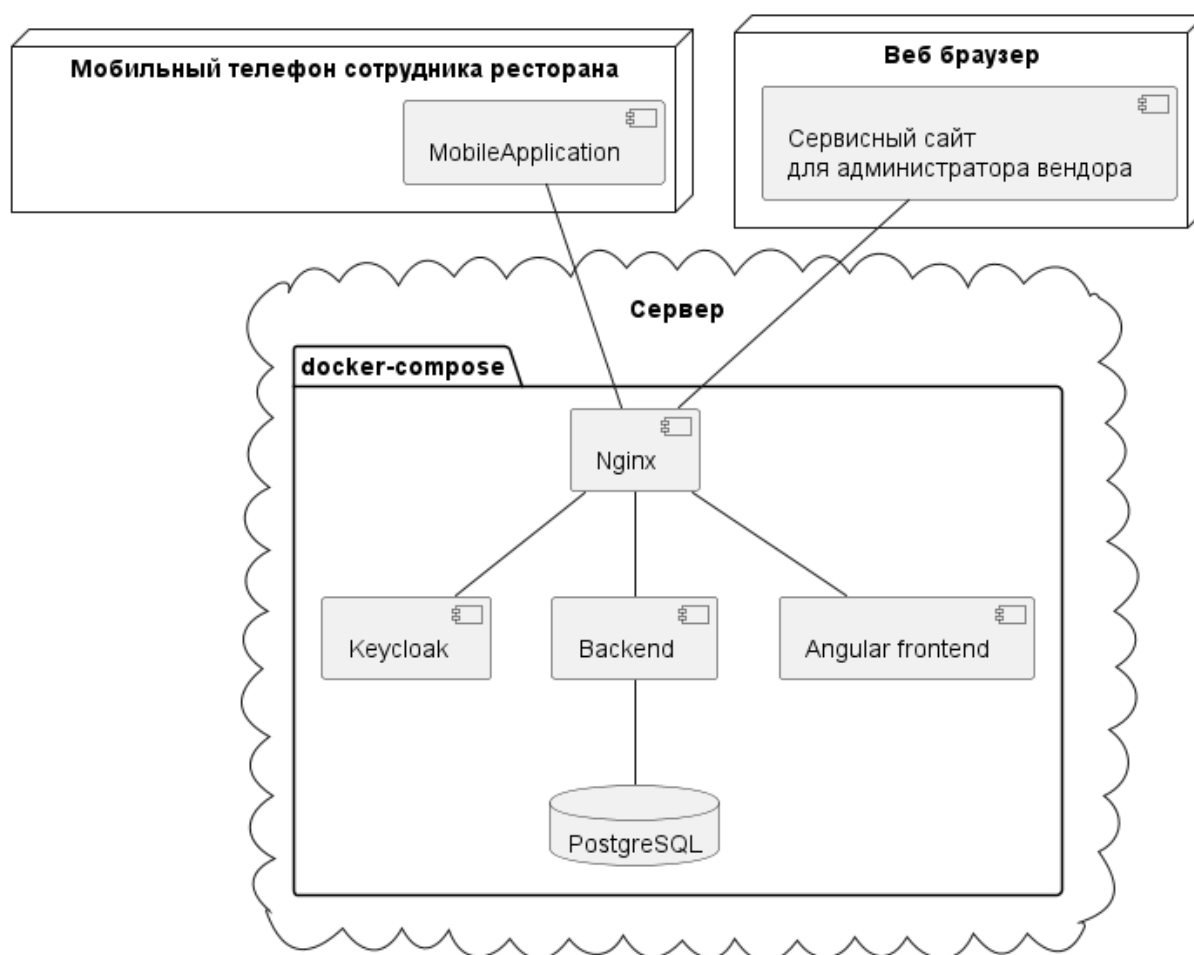 Мобильный телефон сотрудника ресторана
MobileApplication
Веб браузер
Сервисный сайт
для администратора вендора
Сервер
docker-compose
Nginx
Keycloak
Backend
Angular frontend
PostgreSQL